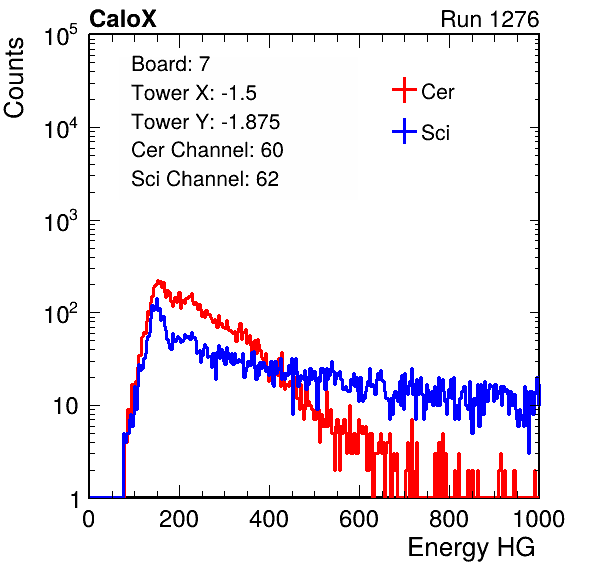 CaloX Run 1276
Counts
Board: 7
Tower X: -1.5
Tower Y: -1.875
Cer Channel: 60
Sci Channel: 62
Cer
Sci
10^5
10^4
10^3
10^2
10
1
0 200 400 600 800 1000
Energy HG